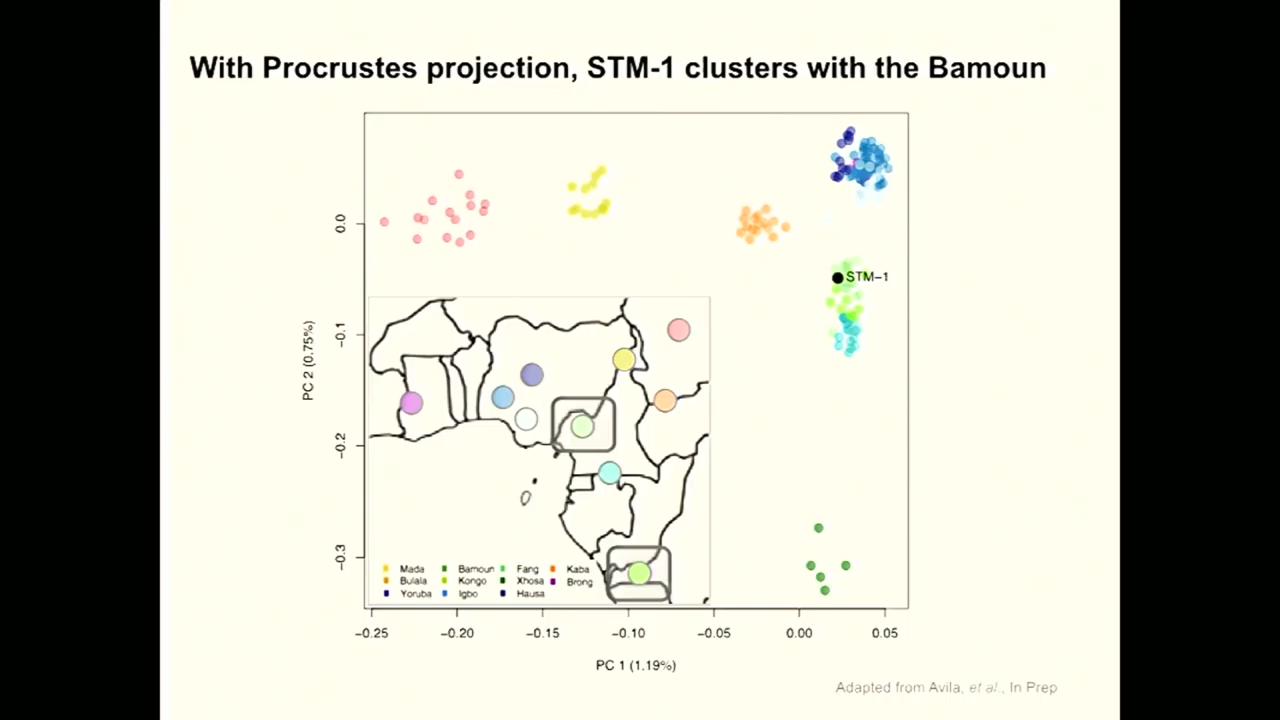 With Procrustes projection, STM-1 clusters with the Bamoun
0.0
STM-1
-0.1
PC 2 (0.75%)
-0.2
-0.3
Mada Bamoun Fang Kaba
Bulala Kongo Xhosa Brong
Yoruba Igbo Hausa
-0.25 -0.20 -0.15 -0.10 -0.05 0.00 0.05
PC 1 (1.19%)
Adapted from Avila, et al., In Prep